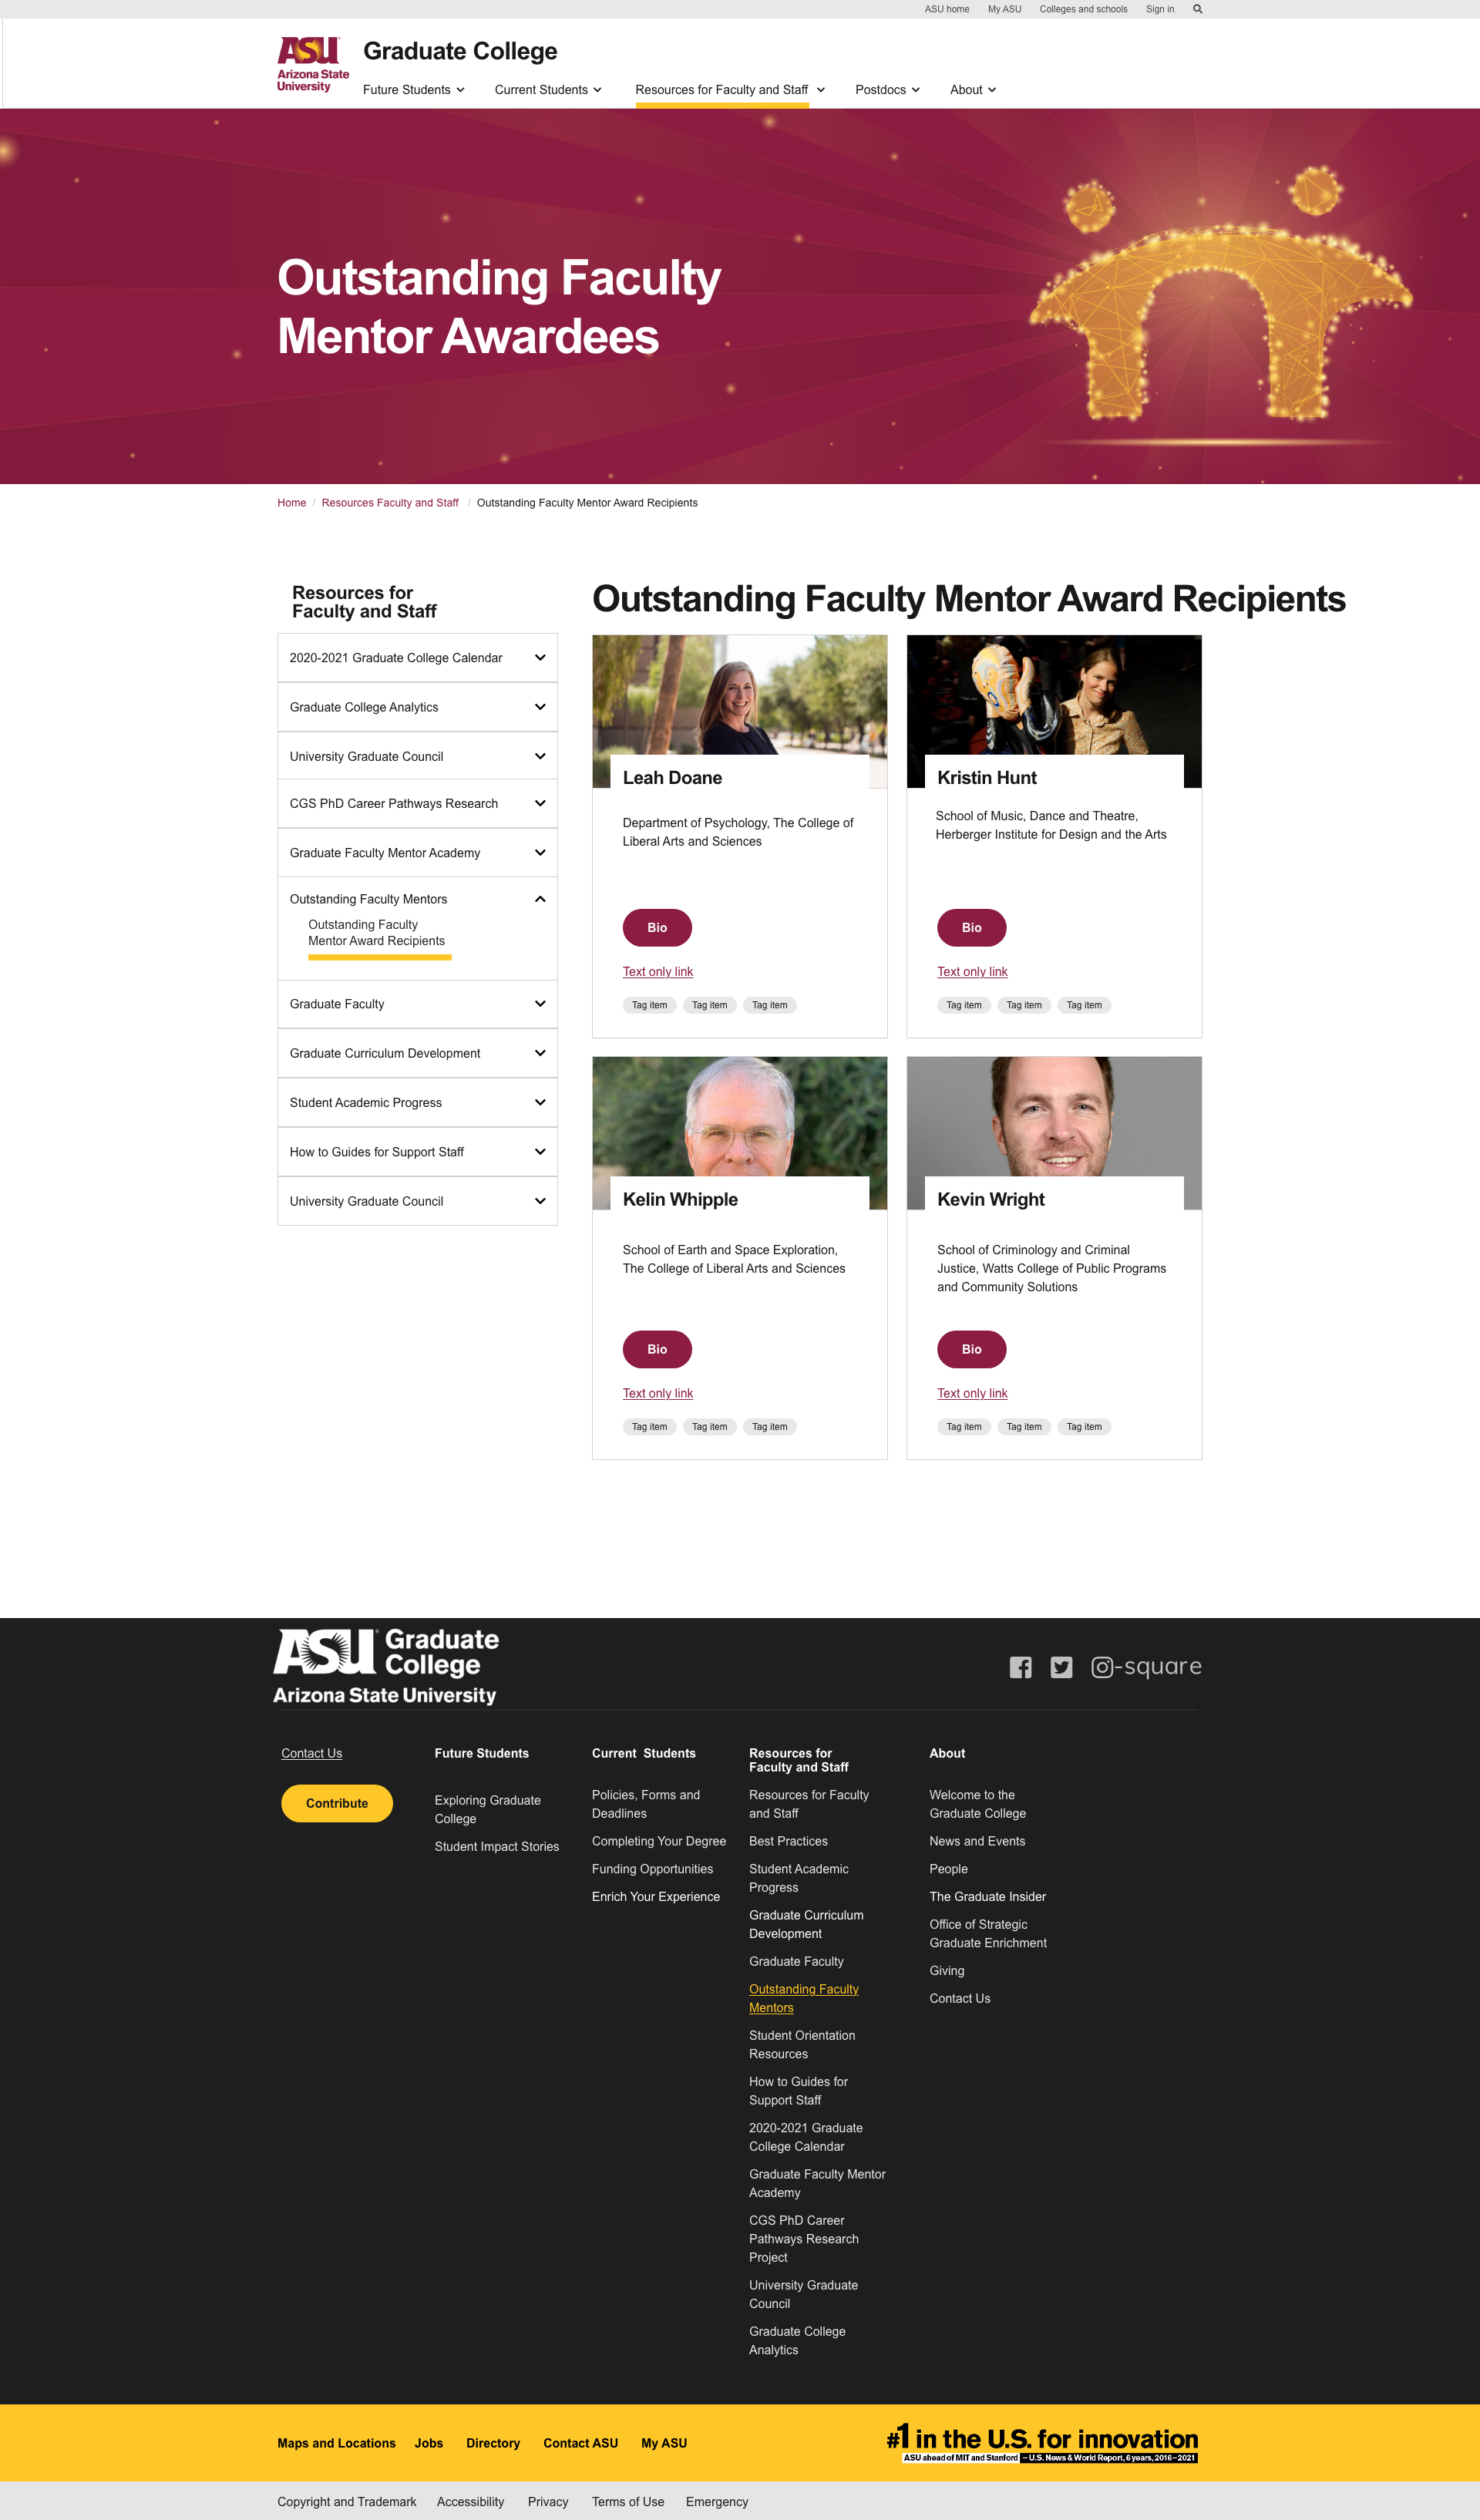 ASU home My ASU Colleges and schools Sign in
ASU
Arizona State
University
Graduate College
Future Students Current Students Resources for Faculty and Staff Postdocs About
Outstanding Faculty
Mentor Awardees
Home / Resources Faculty and Staff / Outstanding Faculty Mentor Award Recipients
Resources for
Faculty and Staff
2020-2021 Graduate College Calendar
Graduate College Analytics
University Graduate Council
CGS PhD Career Pathways Research
Graduate Faculty Mentor Academy
Outstanding Faculty Mentors
Outstanding Faculty
Mentor Award Recipients
Graduate Faculty
Graduate Curriculum Development
Student Academic Progress
How to Guides for Support Staff
University Graduate Council
Outstanding Faculty Mentor Award Recipients
Leah Doane
Department of Psychology, The College of
Liberal Arts and Sciences
Bio
Text only link
Tag item Tag item Tag item
Kristin Hunt
School of Music, Dance and Theatre,
Herberger Institute for Design and the Arts
Bio
Text only link
Tag item Tag item Tag item
Kelin Whipple
School of Earth and Space Exploration,
The College of Liberal Arts and Sciences
Bio
Text only link
Tag item Tag item Tag item
Kevin Wright
School of Criminology and Criminal
Justice, Watts College of Public Programs
and Community Solutions
Bio
Text only link
Tag item Tag item Tag item
ASU Graduate
College
Arizona State University
-square
Contact Us
Contribute
Future Students
Exploring Graduate
College
Student Impact Stories
Current Students
Policies, Forms and
Deadlines
Completing Your Degree
Funding Opportunities
Enrich Your Experience
Resources for
Faculty and Staff
Resources for Faculty
and Staff
Best Practices
Student Academic
Progress
Graduate Curriculum
Development
Graduate Faculty
Outstanding Faculty
Mentors
Student Orientation
Resources
How to Guides for
Support Staff
2020-2021 Graduate
College Calendar
Graduate Faculty Mentor
Academy
CGS PhD Career
Pathways Research
Project
University Graduate
Council
Graduate College
Analytics
About
Welcome to the
Graduate College
News and Events
People
The Graduate Insider
Office of Strategic
Graduate Enrichment
Giving
Contact Us
Maps and Locations Jobs Directory Contact ASU My ASU
#1 in the U.S. for innovation
ASU ahead of MIT and Stanford – U.S. News & World Report, 6 years, 2016–2021
Copyright and Trademark Accessibility Privacy Terms of Use Emergency